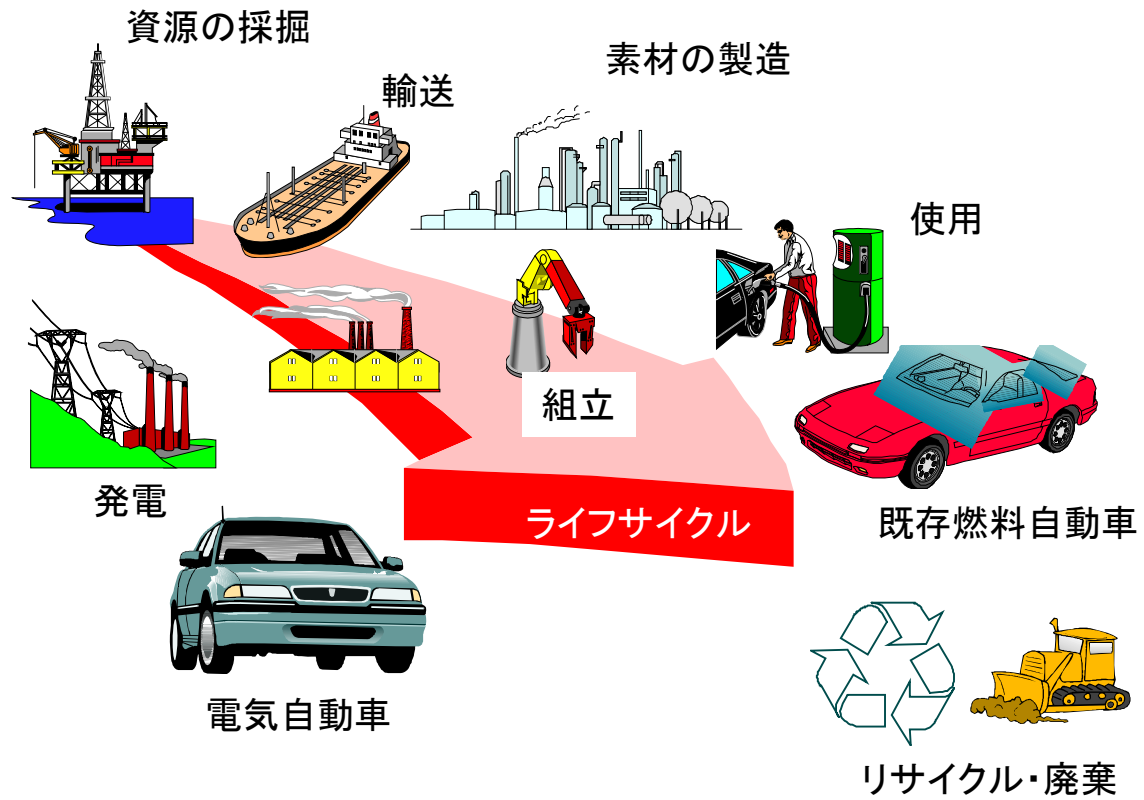 資源の採掘
輸送
素材の製造
使用
組立
発電
ライフサイクル
既存燃料自動車
電気自動車
リサイクル・廃棄